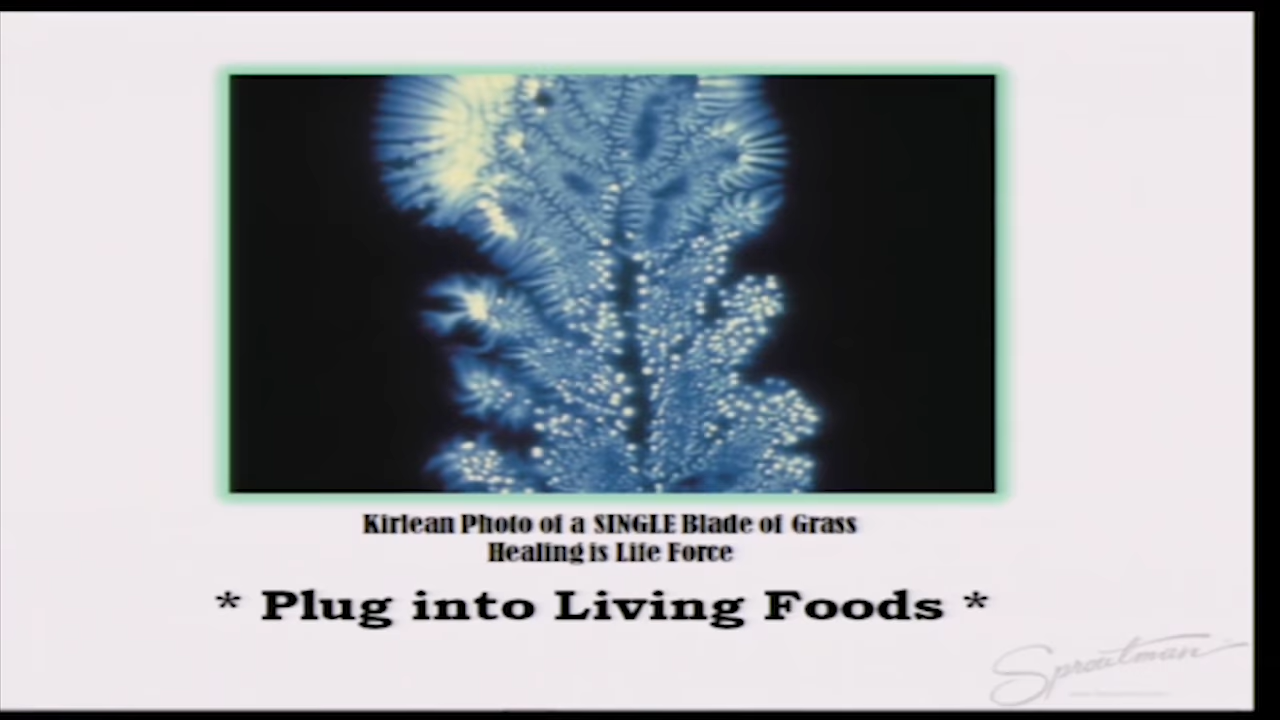 Kirlean Photo of a SINGLE Blade of Grass
Healing is Life Force
* Plug into Living Foods *
Sproutman